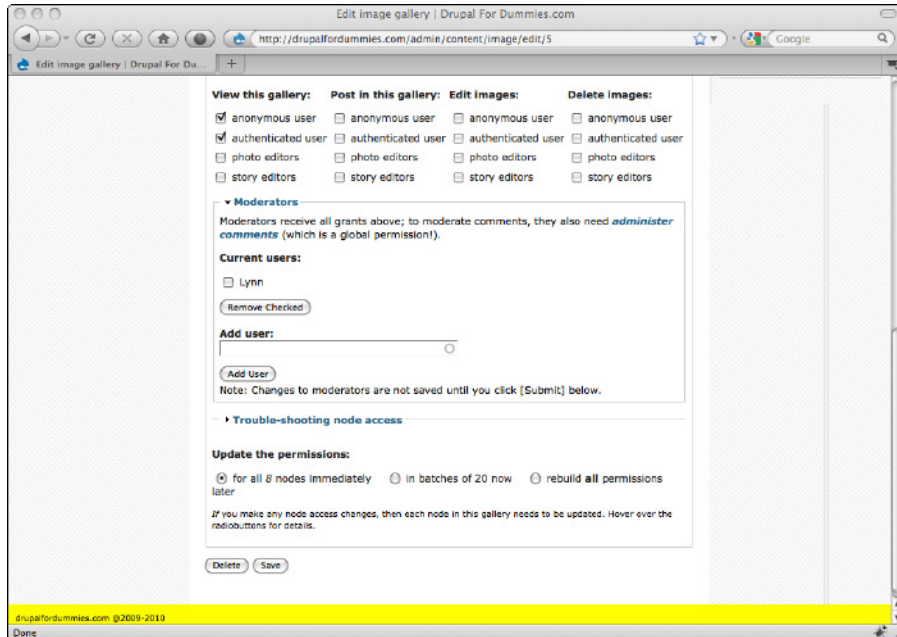 Edit image gallery | Drupal For Dummies.com
http://drupalfordummies.com/admin/content/image/edit/5
Google
Edit image gallery | Drupal For Du...
View this gallery: Post in this gallery: Edit images: Delete images:
anonymous user anonymous user anonymous user anonymous user
authenticated user authenticated user authenticated user authenticated user
photo editors photo editors photo editors photo editors
story editors story editors story editors story editors
Moderators
Moderators receive all grants above; to moderate comments, they also need administer
comments (which is a global permission!).
Current users:
Lynn
Remove Checked
Add user:
Add User
Note: Changes to moderators are not saved until you click [Submit] below.
Trouble-shooting node access
Update the permissions:
for all 8 nodes immediately in batches of 20 now rebuild all permissions
later
If you make any node access changes, then each node in this gallery needs to be updated. Hover over the
radiobuttons for details.
Delete Save
drupalfordummies.com @2009-2010
Done